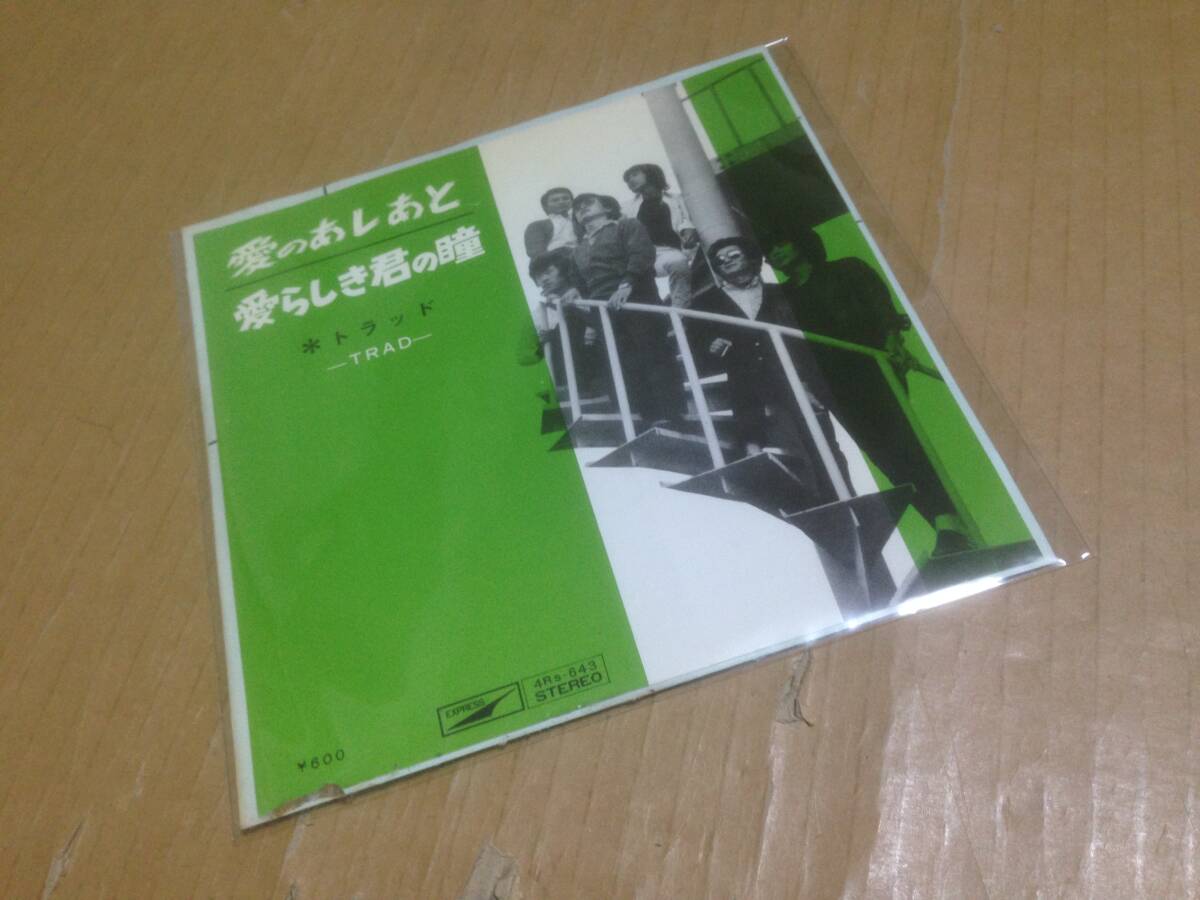 愛のあしあと
愛らしき君の瞳
＊トラッド
—TRAD—
EXPRESS
4RS-643
STEREO
¥600